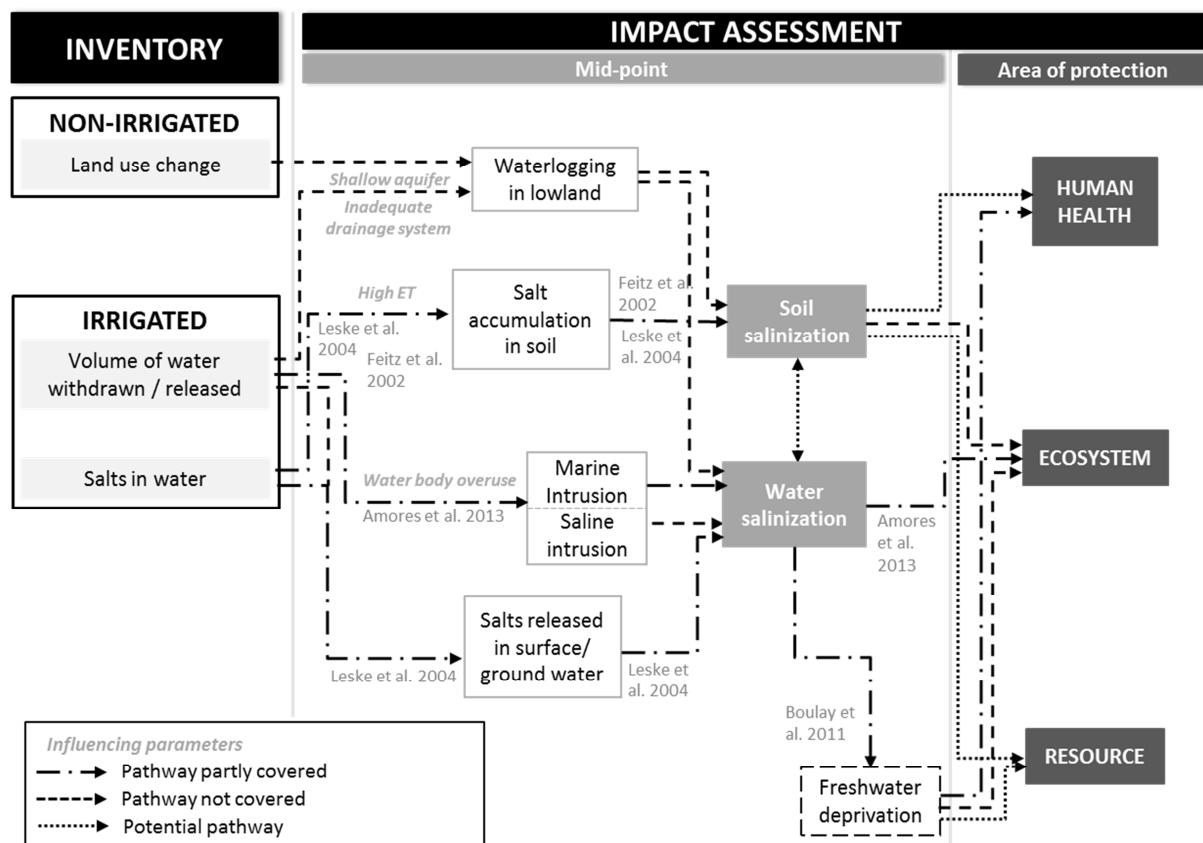 INVENTORY
IMPACT ASSESSMENT
Mid-point
Area of protection
NON-IRRIGATED
Land use change
Shallow aquifer
Inadequate
drainage system
Waterlogging
in lowland
HUMAN
HEALTH
IRRIGATED
Volume of water
withdrawn / released
Salts in water
High ET
Leske et al.
2004
Feitz et al.
2002
Salt
accumulation
in soil
Feitz et al.
2002
Leske et
al. 2004
Soil
salinization
Water body overuse
Amores et al. 2013
Marine
Intrusion
Saline
intrusion
Water
salinization
Amores
et al.
2013
ECOSYSTEM
Leske et al. 2004
Salts released
in surface/
ground water
Leske et
al. 2004
Boulay et
al. 2011
Freshwater
deprivation
RESOURCE
Influencing parameters
Pathway partly covered
Pathway not covered
Potential pathway